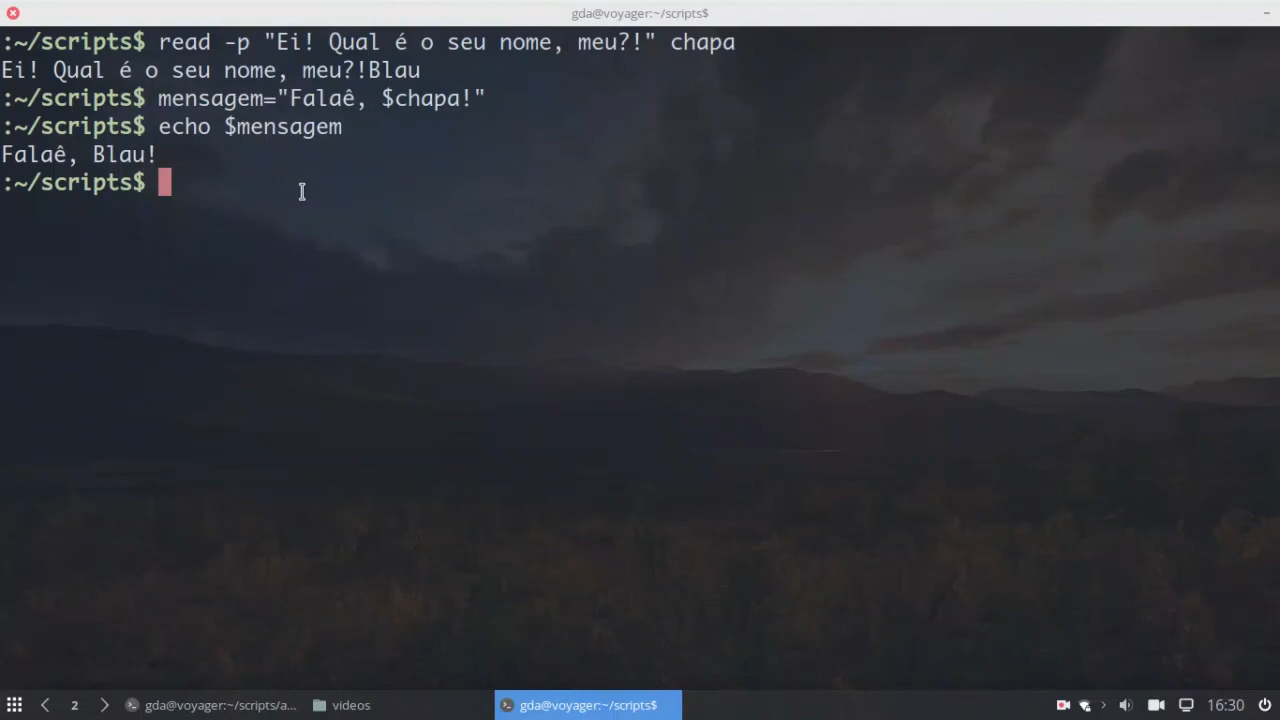 gda@voyager:~/scripts$
:~/scripts$ read -p "Ei! Qual é o seu nome, meu?!" chapa
Ei! Qual é o seu nome, meu?!Blau
:~/scripts$ mensagem="Falaê, $chapa!"
:~/scripts$ echo $mensagem
Falaê, Blau!
:~/scripts$
2 gda@voyager:~/scripts/a... videos gda@voyager:~/scripts$ 16:30